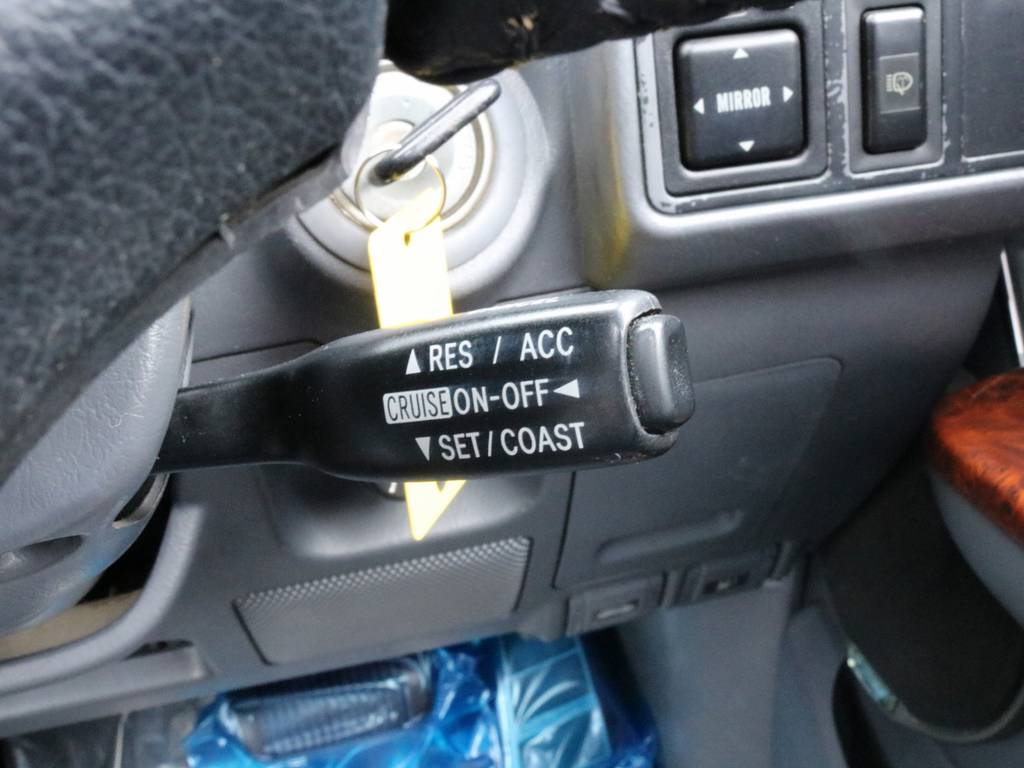 MIRROR
▲RES / ACC
CRUISE ON-OFF◀
▼SET/COAST